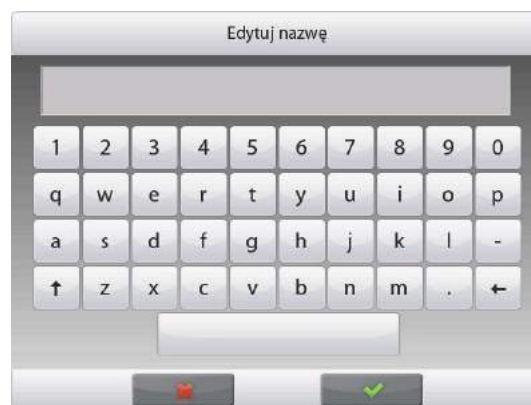 Edytuj nazwę
1 2 3 4 5 6 7 8 9 0
q w e r t y u i o p
a s d f g h j k l -
↑ z x c v b n m . ←